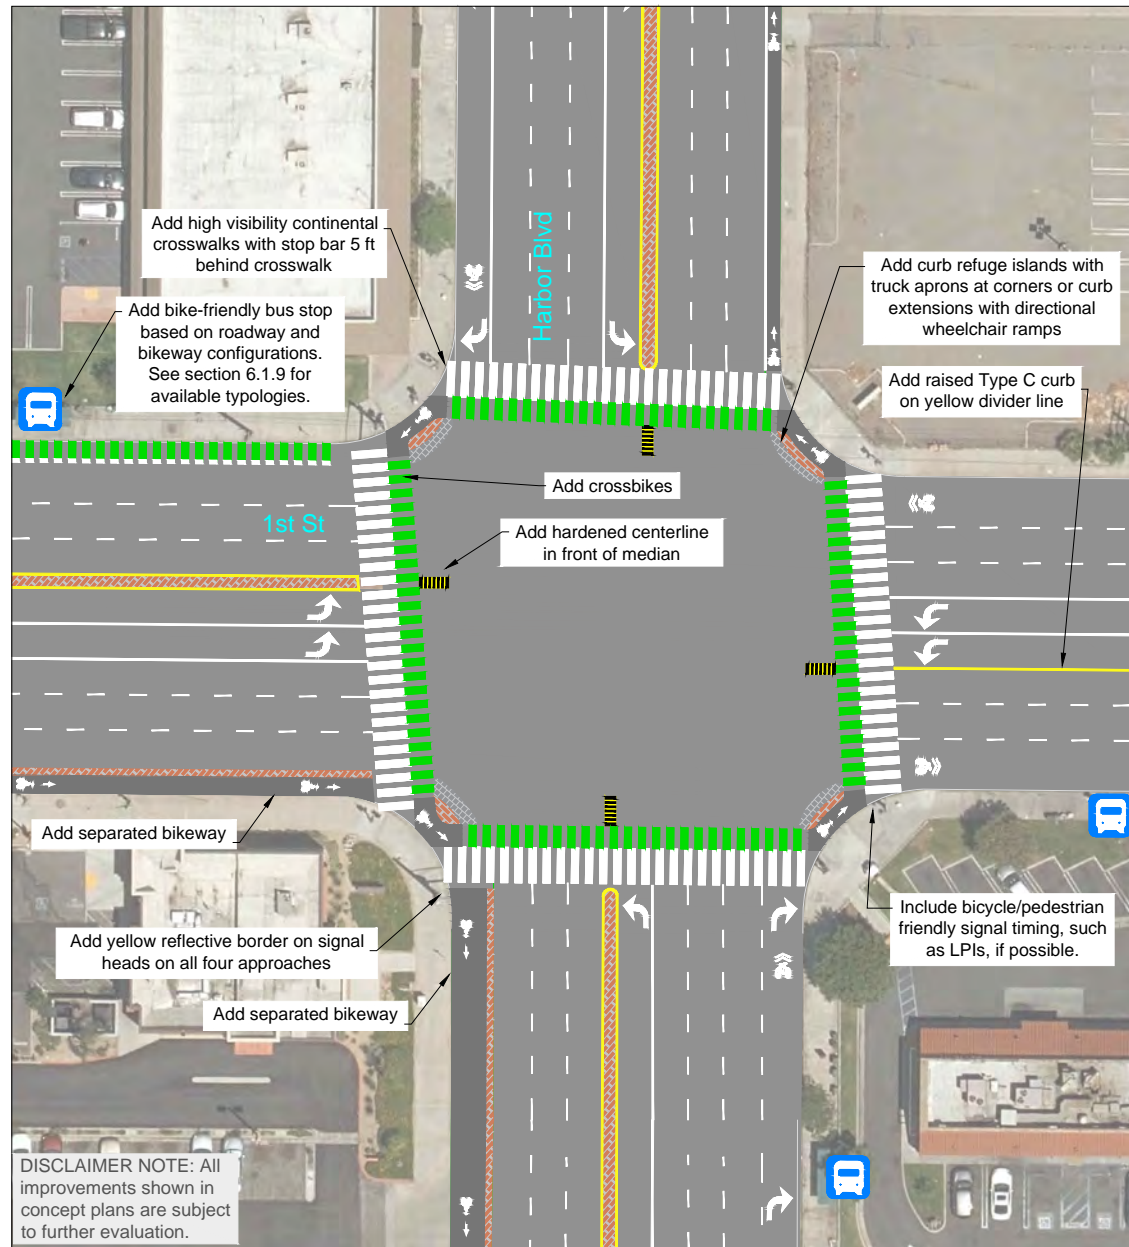 Harbor Blvd
Add high visibility continental
crosswalks with stop bar 5 ft
behind crosswalk
Add bike-friendly bus stop
based on roadway and
bikeway configurations.
See section 6.1.9 for
available typologies.
Add curb refuge islands with
truck aprons at corners or curb
extensions with directional
wheelchair ramps
Add raised Type C curb
on yellow divider line
Add crossbikes
1st St
Add hardened centerline
in front of median
Add separated bikeway
Add yellow reflective border on signal
heads on all four approaches
Include bicycle/pedestrian
friendly signal timing, such
as LPIs, if possible.
Add separated bikeway
DISCLAIMER NOTE: All
improvements shown in
concept plans are subject
to further evaluation.